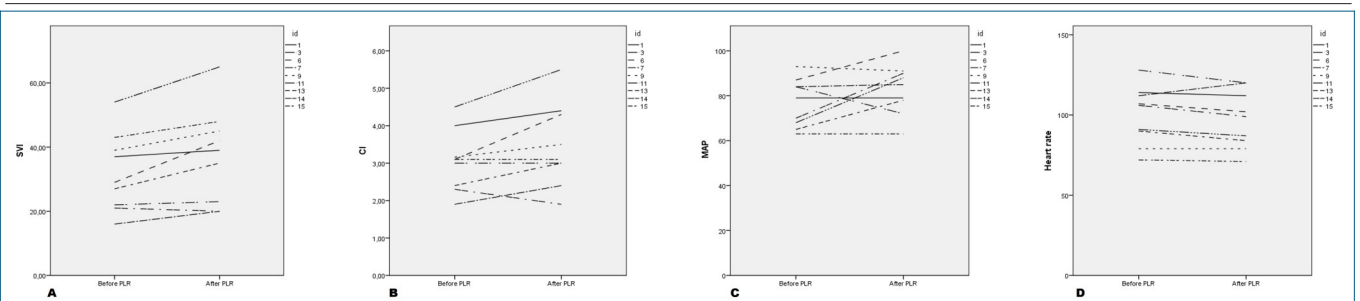 SVI
60,00
40,00
20,00
0,00
Before PLR
After PLR
id
1
3
6
7
9
11
13
14
15
A
CI
6,00
5,00
4,00
3,00
2,00
1,00
0,00
Before PLR
After PLR
id
1
3
6
7
9
11
13
14
15
B
MAP
100
80
60
40
20
0
Before PLR
After PLR
id
1
3
6
7
9
11
13
14
15
C
Heart rate
150
100
50
0
Before PLR
After PLR
id
1
3
6
7
9
11
13
14
15
D